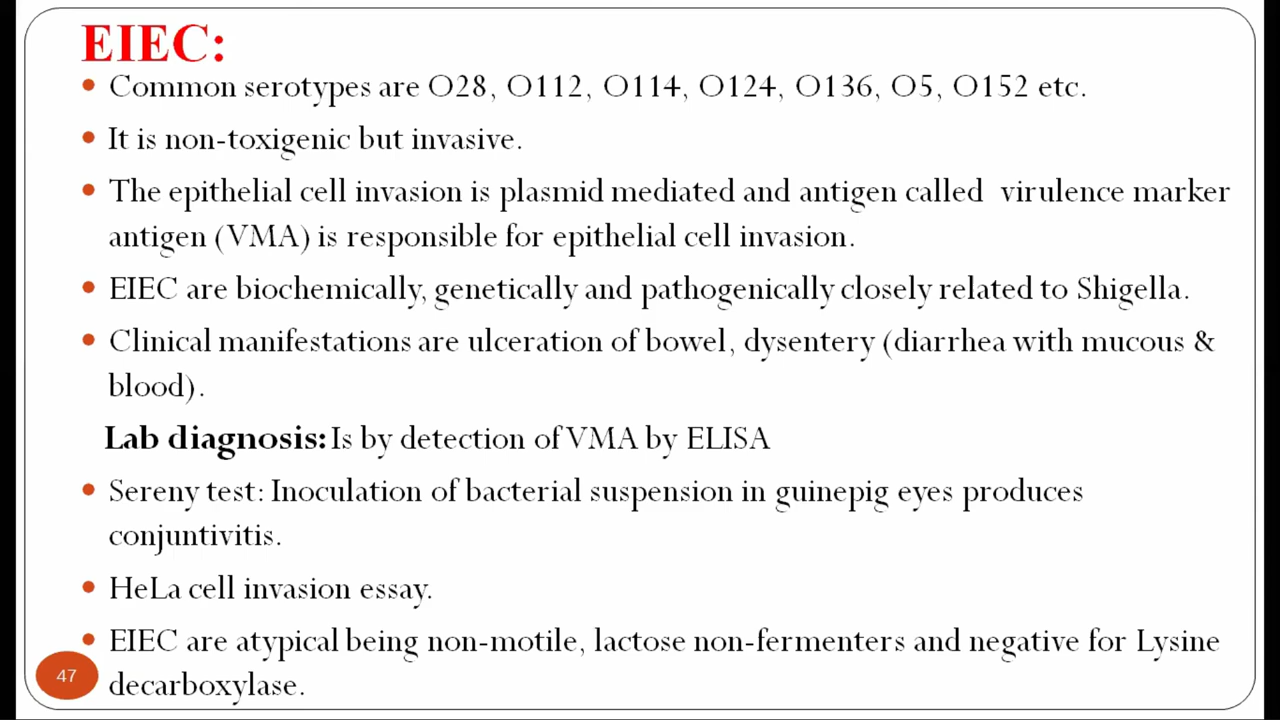 EIEC:
• Common serotypes are O28, O112, O114, O124, O136, O5, O152 etc.
• It is non-toxigenic but invasive.
• The epithelial cell invasion is plasmid mediated and antigen called  virulence marker
antigen (VMA) is responsible for epithelial cell invasion.
• EIEC are biochemically, genetically and pathogenically closely related to Shigella.
• Clinical manifestations are ulceration of bowel, dysentery (diarrhea with mucous &
blood).
Lab diagnosis: Is by detection of VMA by ELISA
• Sereny test: Inoculation of bacterial suspension in guinepig eyes produces
conjuntivitis.
• HeLa cell invasion essay.
• EIEC are atypical being non-motile, lactose non-fermenters and negative for Lysine
decarboxylase.
47